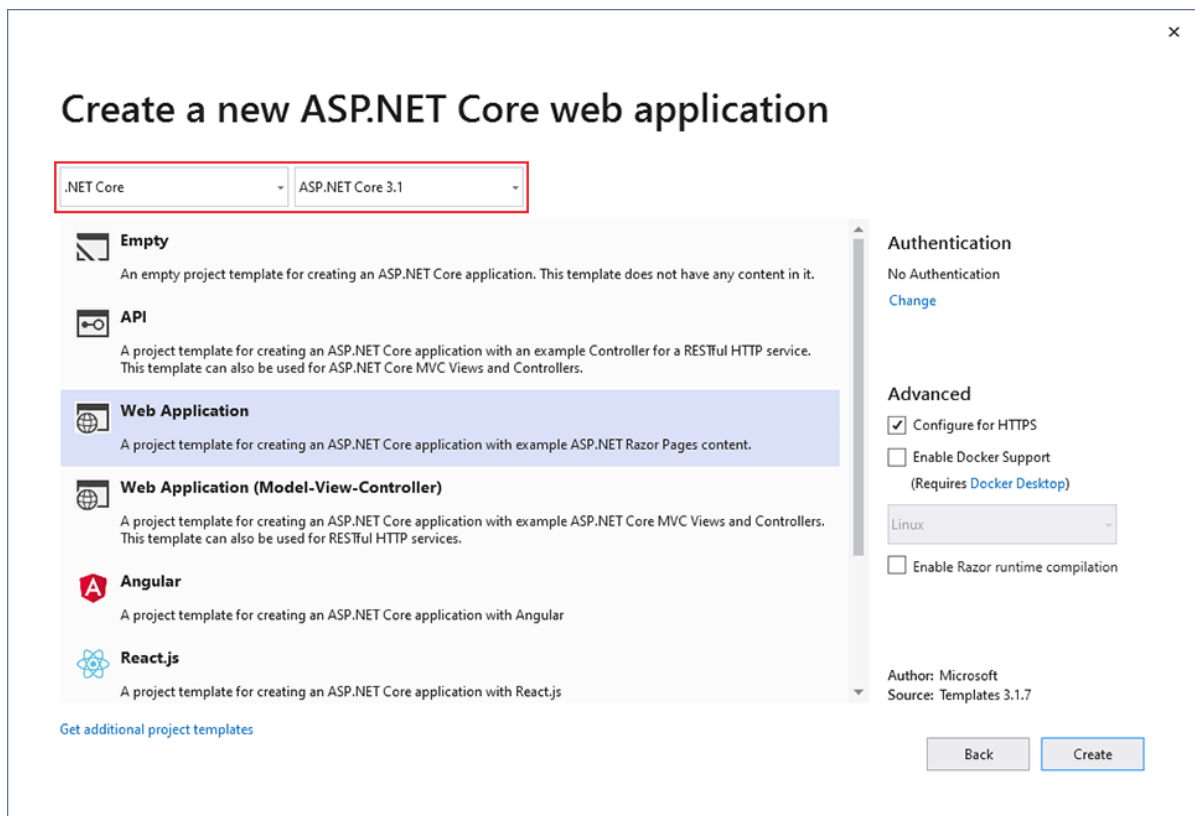 Create a new ASP.NET Core web application
.NET Core
ASP.NET Core 3.1
Empty
An empty project template for creating an ASP.NET Core application. This template does not have any content in it.
API
A project template for creating an ASP.NET Core application with an example Controller for a RESTful HTTP service.
This template can also be used for ASP.NET Core MVC Views and Controllers.
Web Application
A project template for creating an ASP.NET Core application with example ASP.NET Razor Pages content.
Web Application (Model-View-Controller)
A project template for creating an ASP.NET Core application with example ASP.NET Core MVC Views and Controllers.
This template can also be used for RESTful HTTP services.
Angular
A project template for creating an ASP.NET Core application with Angular
React.js
A project template for creating an ASP.NET Core application with React.js
Get additional project templates
Authentication
No Authentication
Change
Advanced
Configure for HTTPS
Enable Docker Support
(Requires Docker Desktop)
Linux
Enable Razor runtime compilation
Author: Microsoft
Source: Templates 3.1.7
Back
Create